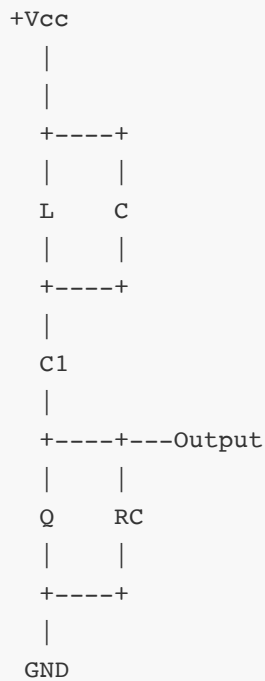 +Vcc
|
|
+----+
|    |
L    C
|    |
+----+
|
C1
|
+----+---Output
|    |
Q    RC
|    |
+----+
|
GND